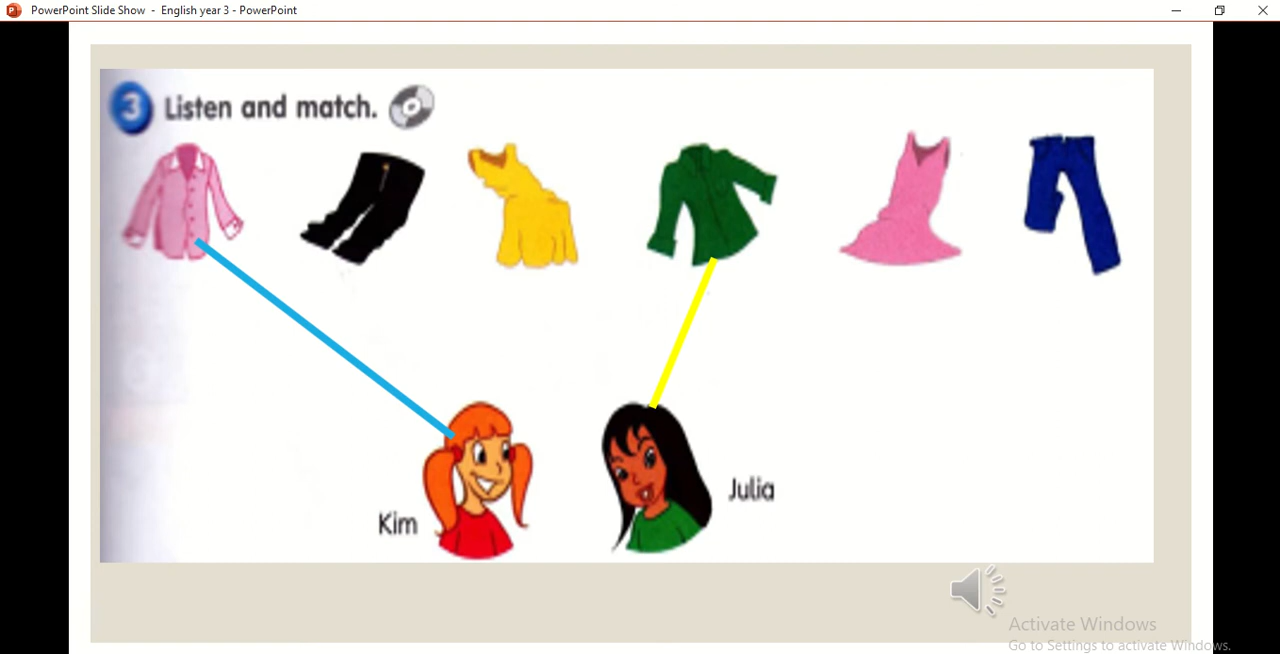 PowerPoint Slide Show - English year 3 - PowerPoint
3 Listen and match.
Julia
Kim
Activate Windows
Go to Settings to activate Windows.